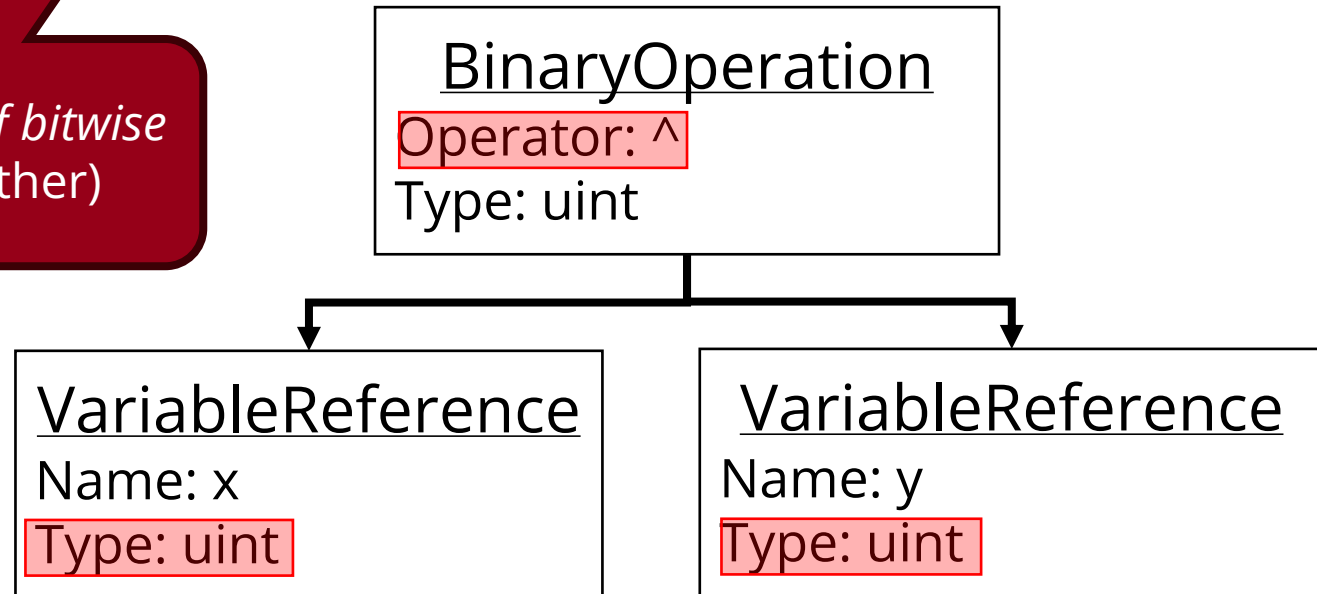 bitwise
ther)
BinaryOperation
Operator: ^
Type: uint
VariableReference
Name: x
Type: uint
VariableReference
Name: y
Type: uint